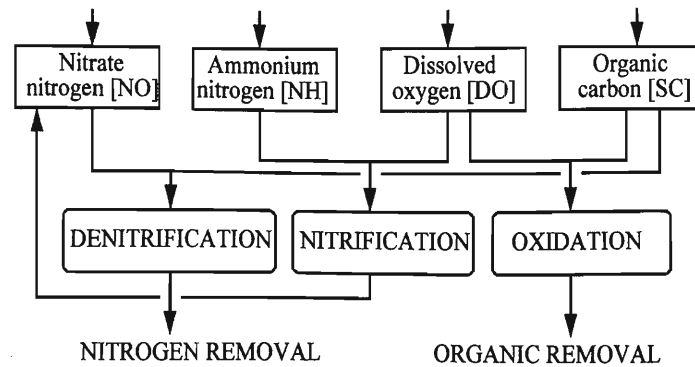 Nitrate
nitrogen [NO]
Ammonium
nitrogen [NH]
Dissolved
oxygen [DO]
Organic
carbon [SC]
DENITRIFICATION
NITRIFICATION
OXIDATION
NITROGEN REMOVAL
ORGANIC REMOVAL